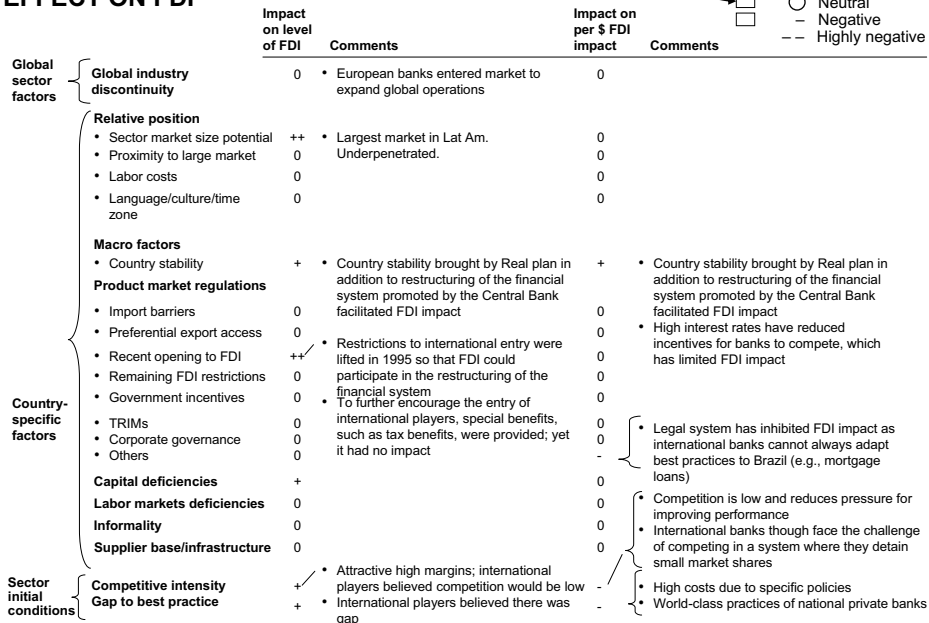 EFFECT ON FDI
Neutral
– Negative
– – Highly negative
Impact
on level
of FDI
Comments
Impact on
per $ FDI
impact
Comments
Global
sector
factors
Global industry
discontinuity
0
• European banks entered market to
expand global operations
0
Country-
specific
factors
Relative position
• Sector market size potential ++
• Largest market in Lat Am.
Underpenetrated.
0
• Proximity to large market 0
0
• Labor costs 0
0
• Language/culture/time
zone
0
0
Macro factors
• Country stability +
• Country stability brought by Real plan in
addition to restructuring of the financial
system promoted by the Central Bank
facilitated FDI impact
+
• Country stability brought by Real plan in
addition to restructuring of the financial
system promoted by the Central Bank
facilitated FDI impact
• High interest rates have reduced
incentives for banks to compete, which
has limited FDI impact
Product market regulations
• Import barriers 0
0
• Preferential export access 0
0
• Recent opening to FDI ++
• Restrictions to international entry were
lifted in 1995 so that FDI could
participate in the restructuring of the
financial system
0
• Remaining FDI restrictions 0
0
• Government incentives 0
• To further encourage the entry of
international players, special benefits,
such as tax benefits, were provided; yet
it had no impact
0
• TRIMs 0
0
• Corporate governance 0
0
• Others 0
-
• Legal system has inhibited FDI impact as
international banks cannot always adapt
best practices to Brazil (e.g., mortgage
loans)
Capital deficiencies +
0
Labor markets deficiencies 0
0
Informality 0
0
Supplier base/infrastructure 0
0
Sector
initial
conditions
Competitive intensity +
• Attractive high margins; international
players believed competition would be low
-
• Competition is low and reduces pressure for
improving performance
• International banks though face the challenge
of competing in a system where they detain
small market shares
Gap to best practice +
• International players believed there was
gap
-
• High costs due to specific policies
• World-class practices of national private banks